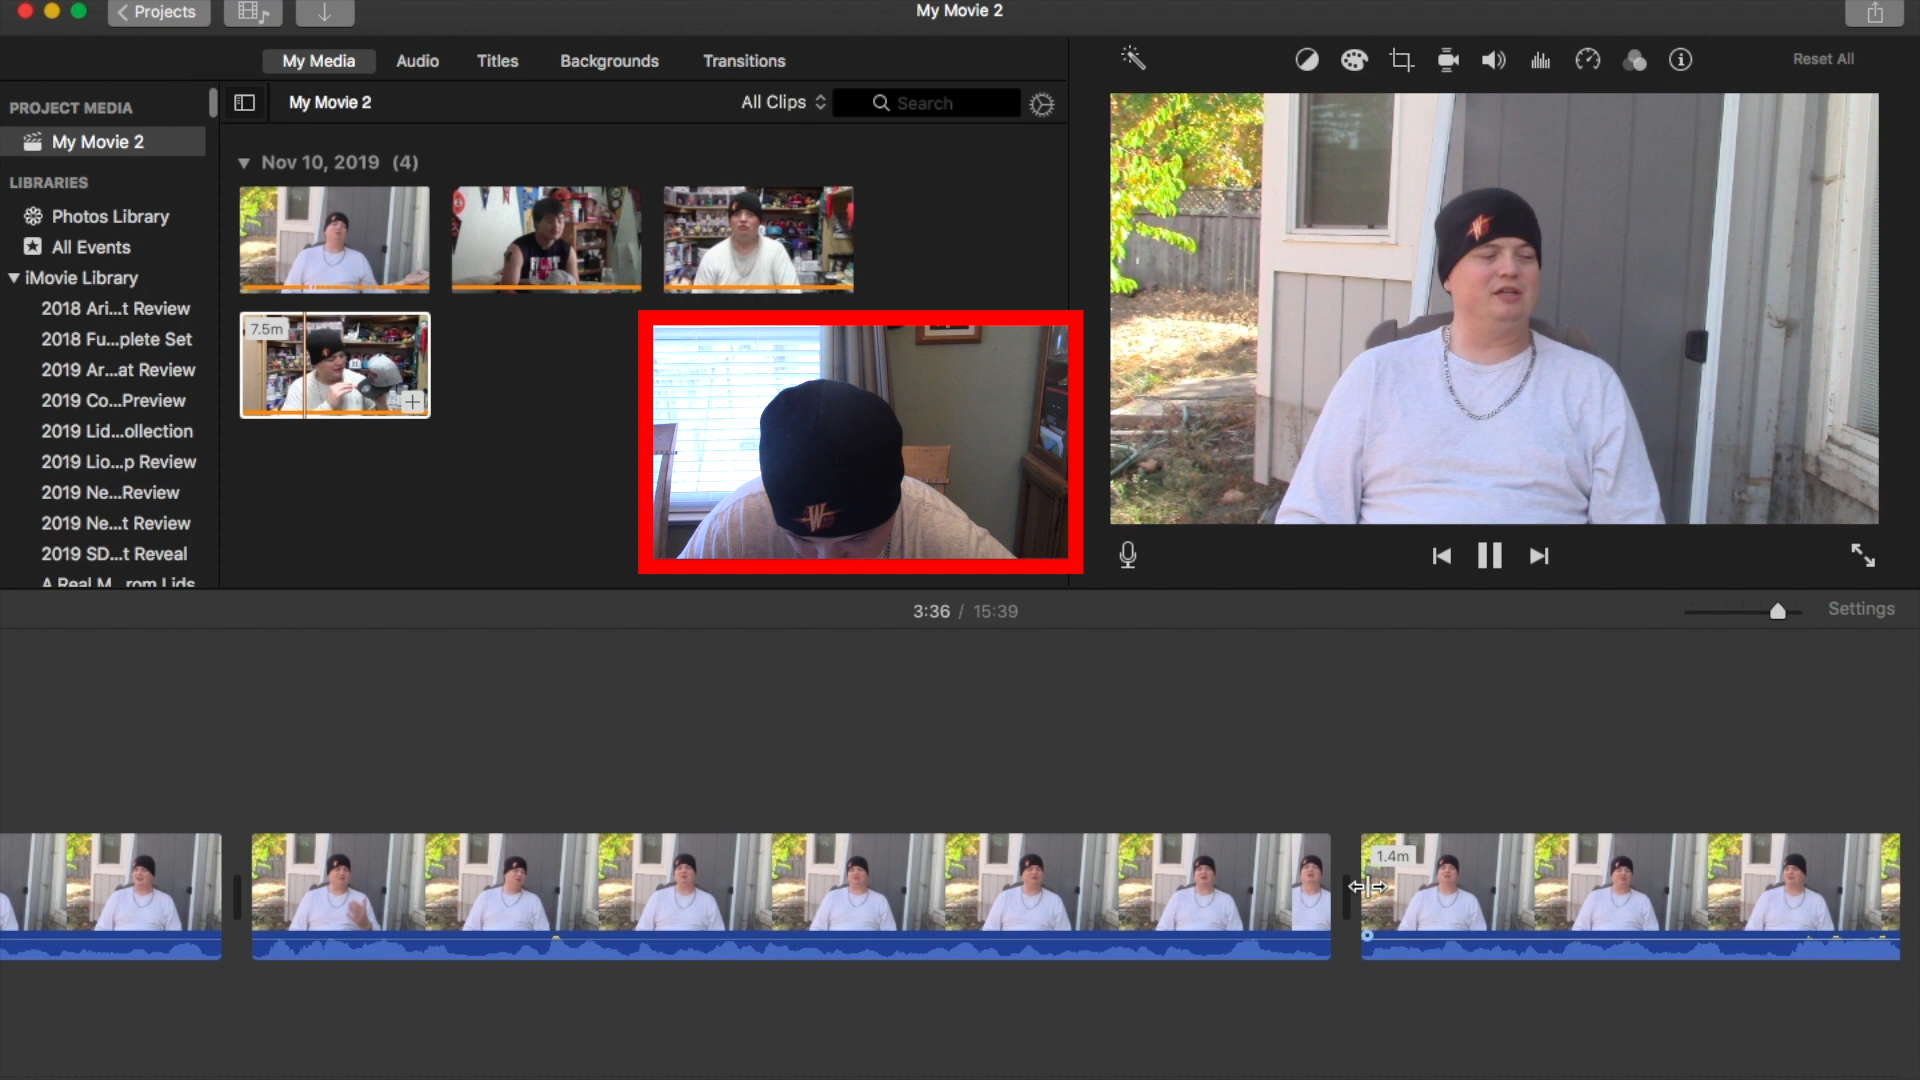 Projects
My Movie 2
My Media
Audio
Titles
Backgrounds
Transitions
Reset All
PROJECT MEDIA
My Movie 2
All Clips
Search
My Movie 2
Nov 10, 2019 (4)
LIBRARIES
Photos Library
All Events
iMovie Library
2018 Ari...t Review
2018 Fu...plete Set
2019 Ar...at Review
2019 Co...Preview
2019 Lid...ollection
2019 Lio...p Review
2019 Ne...Review
2019 Ne...t Review
2019 SD...t Reveal
A Real M...rom Lids
7.5m
W
W
3:36 / 15:39
Settings
1.4m